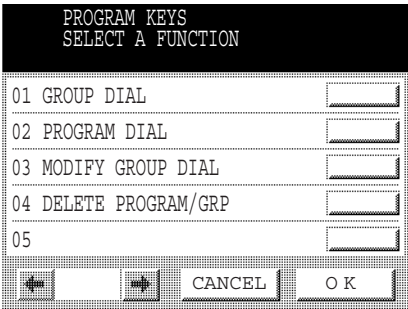 PROGRAM KEYS
SELECT A FUNCTION
01 GROUP DIAL
02 PROGRAM DIAL
03 MODIFY GROUP DIAL
04 DELETE PROGRAM/GRP
05
CANCEL OK